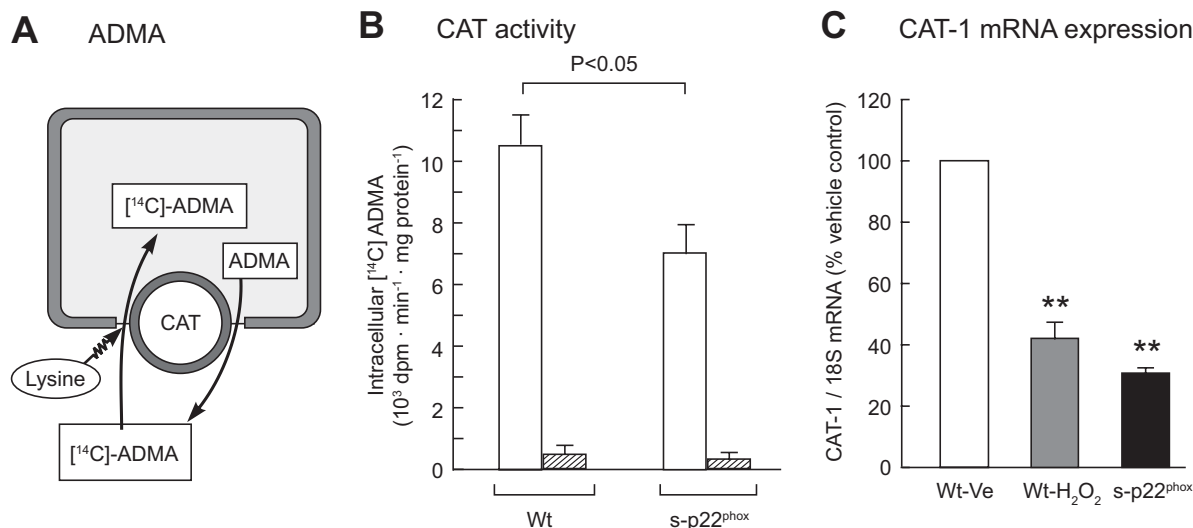 A ADMA
[¹⁴C]-ADMA
ADMA
CAT
Lysine
[¹⁴C]-ADMA
B CAT activity
P<0.05
Intracellular [¹⁴C] ADMA
(10³ dpm · min⁻¹ · mg protein⁻¹)
12
10
8
6
4
2
0
Wt
s-p22ᵖʰᵒˣ
C CAT-1 mRNA expression
CAT-1 / 18S mRNA (% vehicle control)
120
100
80
60
40
20
0
**
**
Wt-Ve Wt-H₂O₂ s-p22ᵖʰᵒˣ